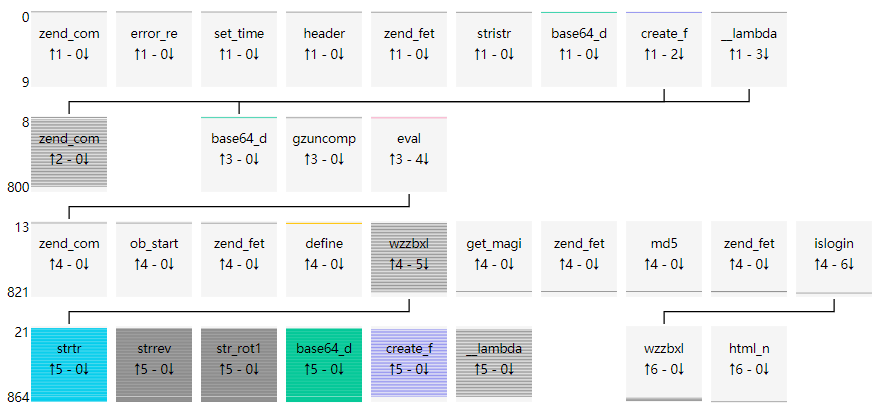 0
zend_com error_re set_time header zend_fet stristr base64_d create_f __lambda
↑1 - 0↓ ↑1 - 0↓ ↑1 - 0↓ ↑1 - 0↓ ↑1 - 0↓ ↑1 - 0↓ ↑1 - 0↓ ↑1 - 2↓ ↑1 - 3↓
9
8
zend_com base64_d gzuncomp eval
↑2 - 0↓ ↑3 - 0↓ ↑3 - 0↓ ↑3 - 4↓
800
13
zend_com ob_start zend_fet define wzzbxl get_magi zend_fet md5 zend_fet islogin
↑4 - 0↓ ↑4 - 0↓ ↑4 - 0↓ ↑4 - 0↓ ↑4 - 5↓ ↑4 - 0↓ ↑4 - 0↓ ↑4 - 0↓ ↑4 - 0↓ ↑4 - 6↓
821
21
strtr strrev str_rot1 base64_d create_f __lambda wzzbxl html_n
↑5 - 0↓ ↑5 - 0↓ ↑5 - 0↓ ↑5 - 0↓ ↑5 - 0↓ ↑5 - 0↓ ↑6 - 0↓ ↑6 - 0↓
864